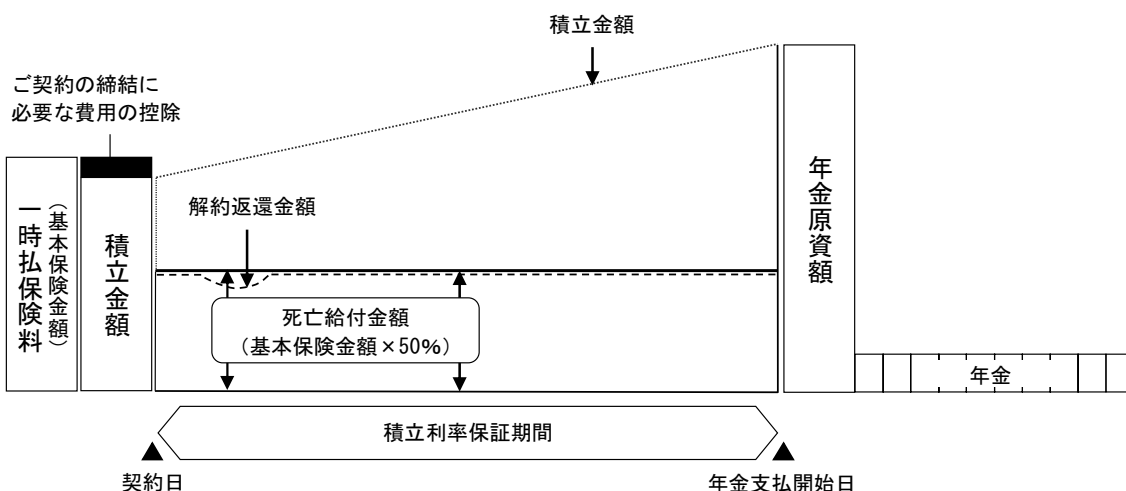 積立金額
ご契約の締結に
必要な費用の控除
一時払保険料
（基本保険金額）
積立金額
解約返還金額
死亡給付金額
（基本保険金額×50％）
年金原資額
年金
積立利率保証期間
契約日
年金支払開始日